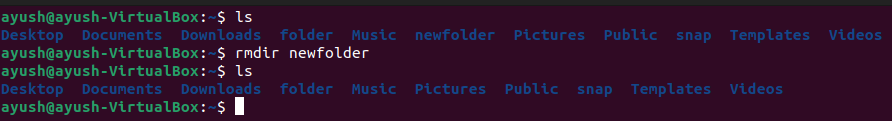 ayush@ayush-VirtualBox:~$ ls
Desktop  Documents  Downloads  folder  Music  newfolder  Pictures  Public  snap  Templates  Videos
ayush@ayush-VirtualBox:~$ rmdir newfolder
ayush@ayush-VirtualBox:~$ ls
Desktop  Documents  Downloads  folder  Music  Pictures  Public  snap  Templates  Videos
ayush@ayush-VirtualBox:~$